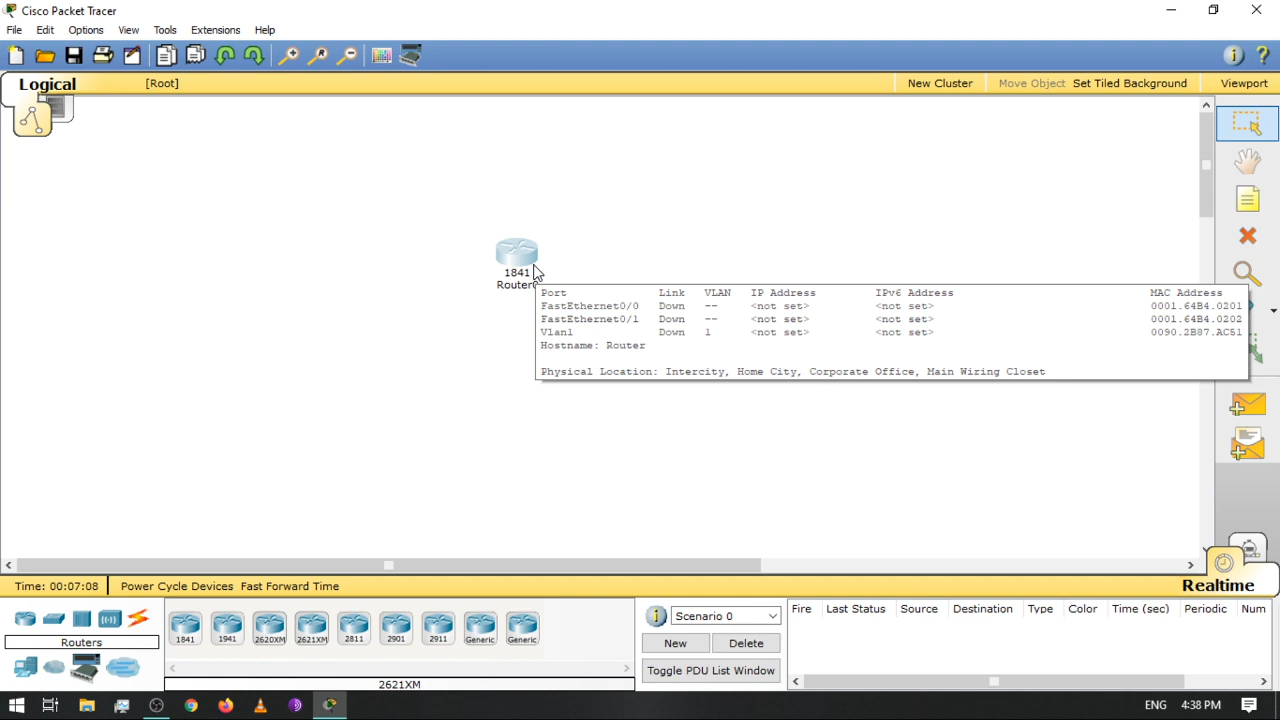 Cisco Packet Tracer
File Edit Options View Tools Extensions Help
Logical [Root] New Cluster Move Object Set Tiled Background Viewport
1841
Router
Port Link VLAN IP Address IPv6 Address MAC Address
FastEthernet0/0 Down -- <not set> <not set> 0001.64B4.0201
FastEthernet0/1 Down -- <not set> <not set> 0001.64B4.0202
Vlan1 Down 1 <not set> <not set> 0090.2B87.AC51
Hostname: Router
Physical Location: Intercity, Home City, Corporate Office, Main Wiring Closet
Time: 00:07:08 Power Cycle Devices Fast Forward Time Realtime
Routers
1841 1941 2620XM 2621XM 2811 2901 2911 Generic Generic
2621XM
Scenario 0
New Delete
Toggle PDU List Window
Fire Last Status Source Destination Type Color Time (sec) Periodic Num
ENG 4:38 PM